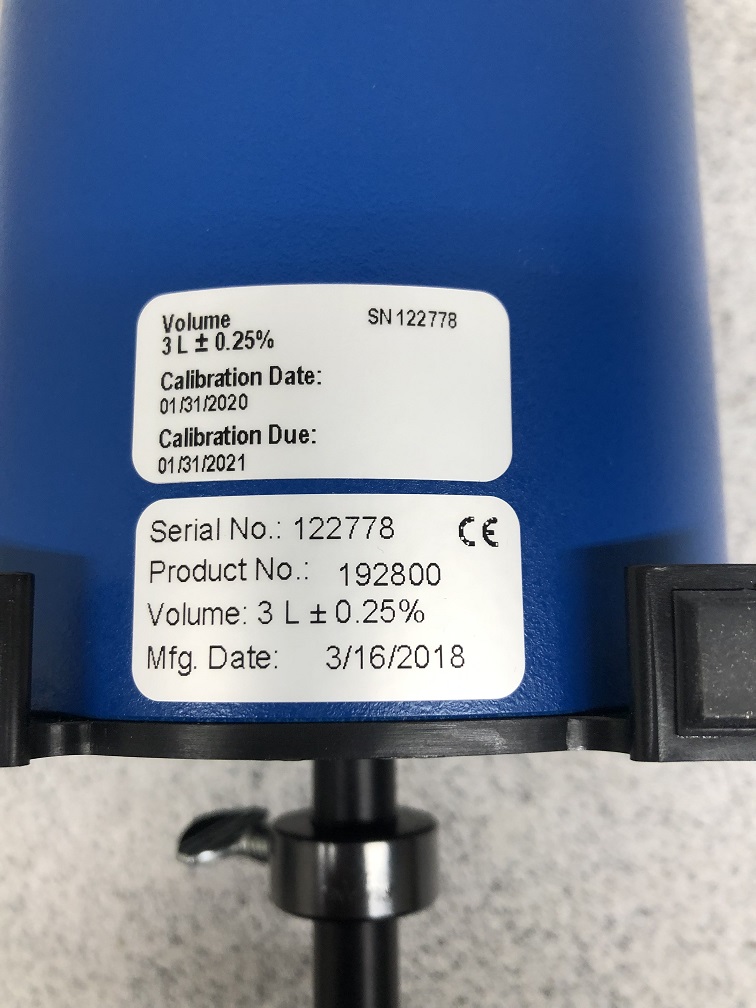 Volume SN 122778
3 L ± 0.25%
Calibration Date:
01/31/2020
Calibration Due:
01/31/2021
Serial No.: 122778 CE
Product No.: 192800
Volume: 3 L ± 0.25%
Mfg. Date: 3/16/2018